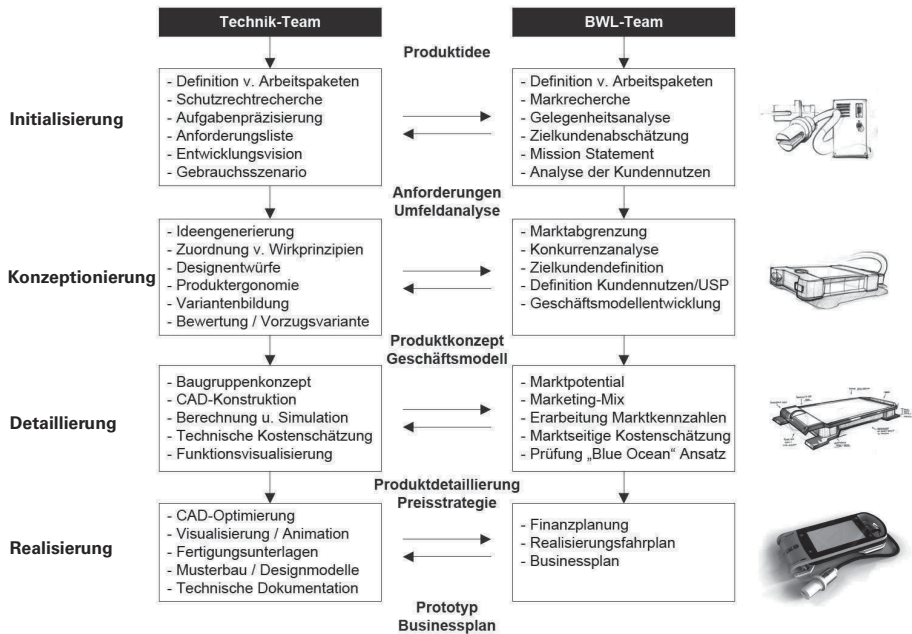 Technik-Team
BWL-Team
Produktidee
Initialisierung
- Definition v. Arbeitspaketen
- Schutzrechtrecherche
- Aufgabenpräzisierung
- Anforderungsliste
- Entwicklungsvision
- Gebrauchsszenario
- Definition v. Arbeitspaketen
- Markrecherche
- Gelegenheitsanalyse
- Zielkundenabschätzung
- Mission Statement
- Analyse der Kundennutzen
Anforderungen
Umfeldanalyse
Konzeptionierung
- Ideengenerierung
- Zuordnung v. Wirkprinzipien
- Designentwürfe
- Produktergonomie
- Variantenbildung
- Bewertung / Vorzugsvariante
- Marktabgrenzung
- Konkurrenzanalyse
- Zielkundendefinition
- Definition Kundennutzen/USP
- Geschäftsmodellentwicklung
Produktkonzept
Geschäftsmodell
Detaillierung
- Baugruppenkonzept
- CAD-Konstruktion
- Berechnung u. Simulation
- Technische Kostenschätzung
- Funktionsvisualisierung
- Marktpotential
- Marketing-Mix
- Erarbeitung Marktkennzahlen
- Marktseitige Kostenschätzung
- Prüfung „Blue Ocean“ Ansatz
Produktdetaillierung
Preisstrategie
Realisierung
- CAD-Optimierung
- Visualisierung / Animation
- Fertigungsunterlagen
- Musterbau / Designmodelle
- Technische Dokumentation
- Finanzplanung
- Realisierungsfahrplan
- Businessplan
Prototyp
Businessplan